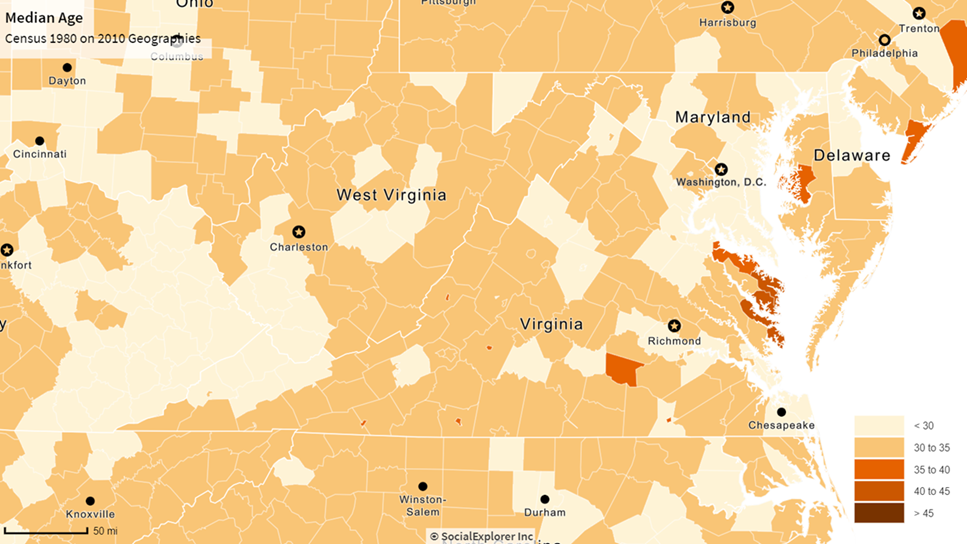 Median Age
Census 1980 on 2010 Geographies
Ohio
Pittsburgh
Harrisburg
Trenton
Philadelphia
Columbus
Dayton
Maryland
Cincinnati
Delaware
Washington, D.C.
West Virginia
Charleston
nkfort
y
Virginia
Richmond
Chesapeake
Knoxville
Winston-
Salem
Durham
50 mi
© SocialExplorer Inc
< 30
30 to 35
35 to 40
40 to 45
> 45